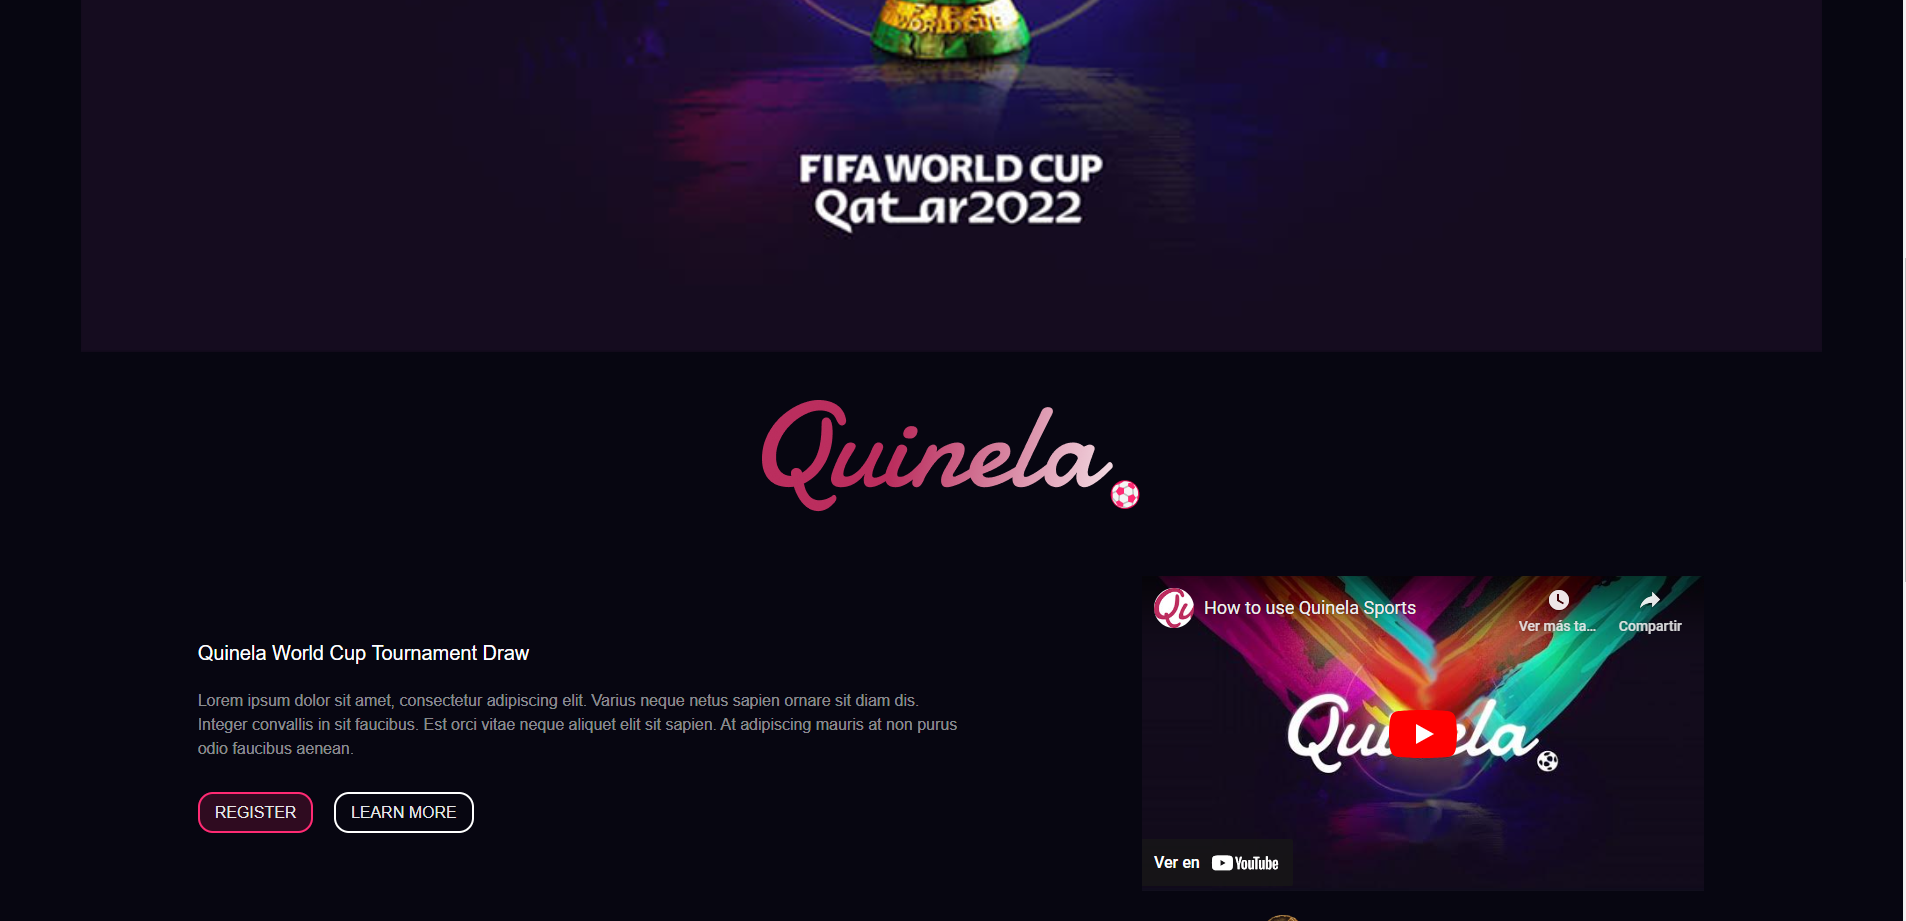 WORLD CUP
FIFA WORLD CUP
Qatar2022
Quinela
How to use Quinela Sports
Ver más ta...
Compartir
Quinela World Cup Tournament Draw
Lorem ipsum dolor sit amet, consectetur adipiscing elit. Varius neque netus sapien ornare sit diam dis.
Integer convallis in sit faucibus. Est orci vitae neque aliquet elit sit sapien. At adipiscing mauris at non purus
odio faucibus aenean.
REGISTER
LEARN MORE
Ver en YouTube